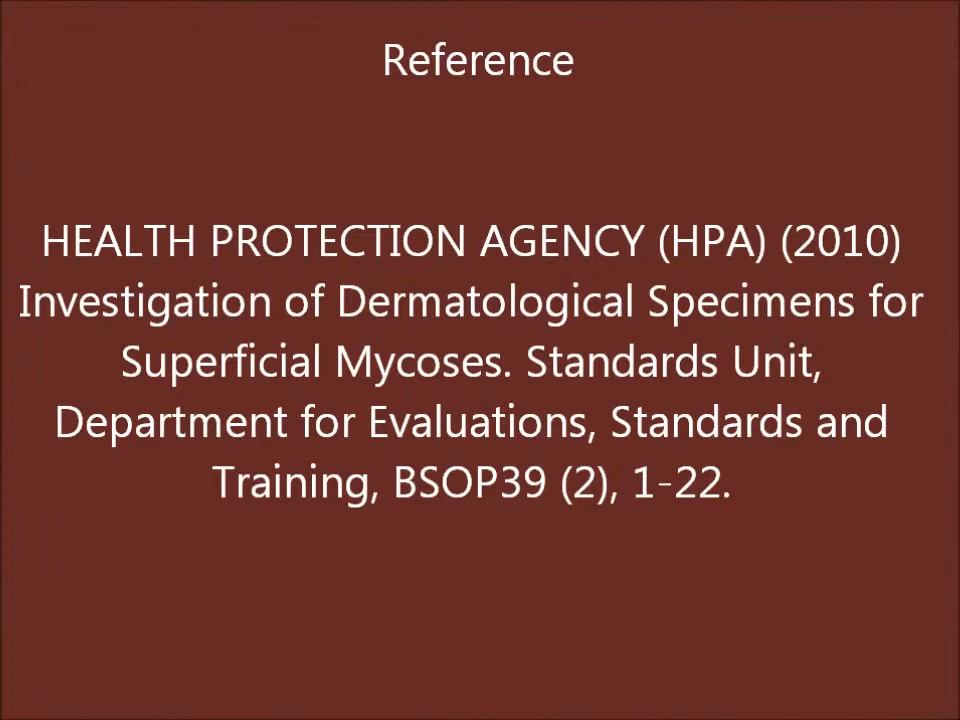 Reference
HEALTH PROTECTION AGENCY (HPA) (2010)
Investigation of Dermatological Specimens for
Superficial Mycoses. Standards Unit,
Department for Evaluations, Standards and
Training, BSOP39 (2), 1-22.